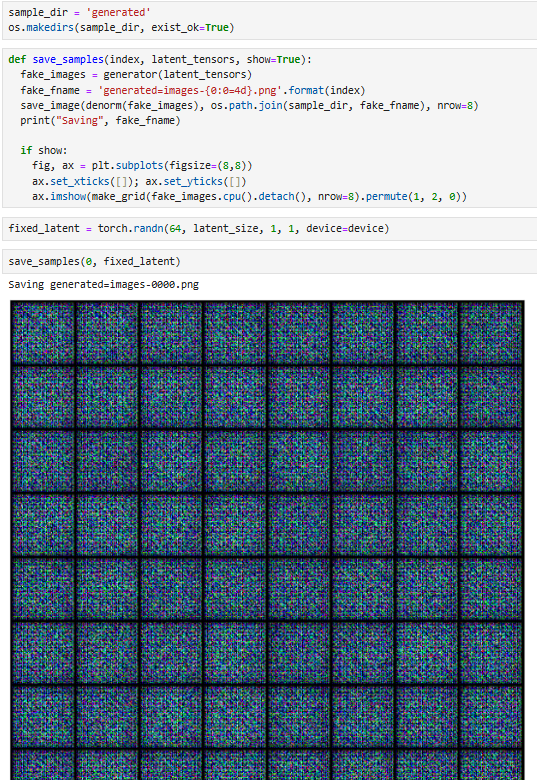 sample_dir = 'generated'
os.makedirs(sample_dir, exist_ok=True)
def save_samples(index, latent_tensors, show=True):
  fake_images = generator(latent_tensors)
  fake_fname = 'generated=images-{0:0=4d}.png'.format(index)
  save_image(denorm(fake_images), os.path.join(sample_dir, fake_fname), nrow=8)
  print("Saving", fake_fname)
  if show:
    fig, ax = plt.subplots(figsize=(8,8))
    ax.set_xticks([]); ax.set_yticks([])
    ax.imshow(make_grid(fake_images.cpu().detach(), nrow=8).permute(1, 2, 0))
fixed_latent = torch.randn(64, latent_size, 1, 1, device=device)
save_samples(0, fixed_latent)
Saving generated=images-0000.png